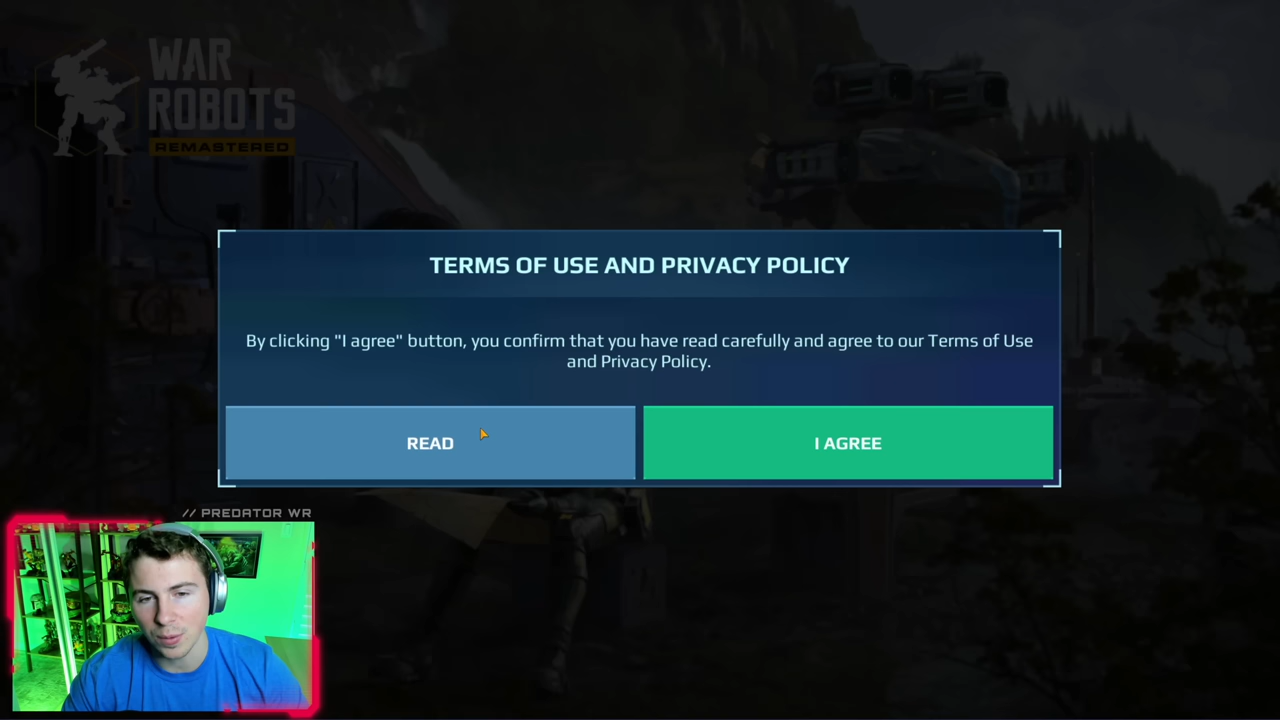 WAR
ROBOTS
REMASTERED
TERMS OF USE AND PRIVACY POLICY
By clicking "I agree" button, you confirm that you have read carefully and agree to our Terms of Use
and Privacy Policy.
READ
I AGREE
// PREDATOR WR